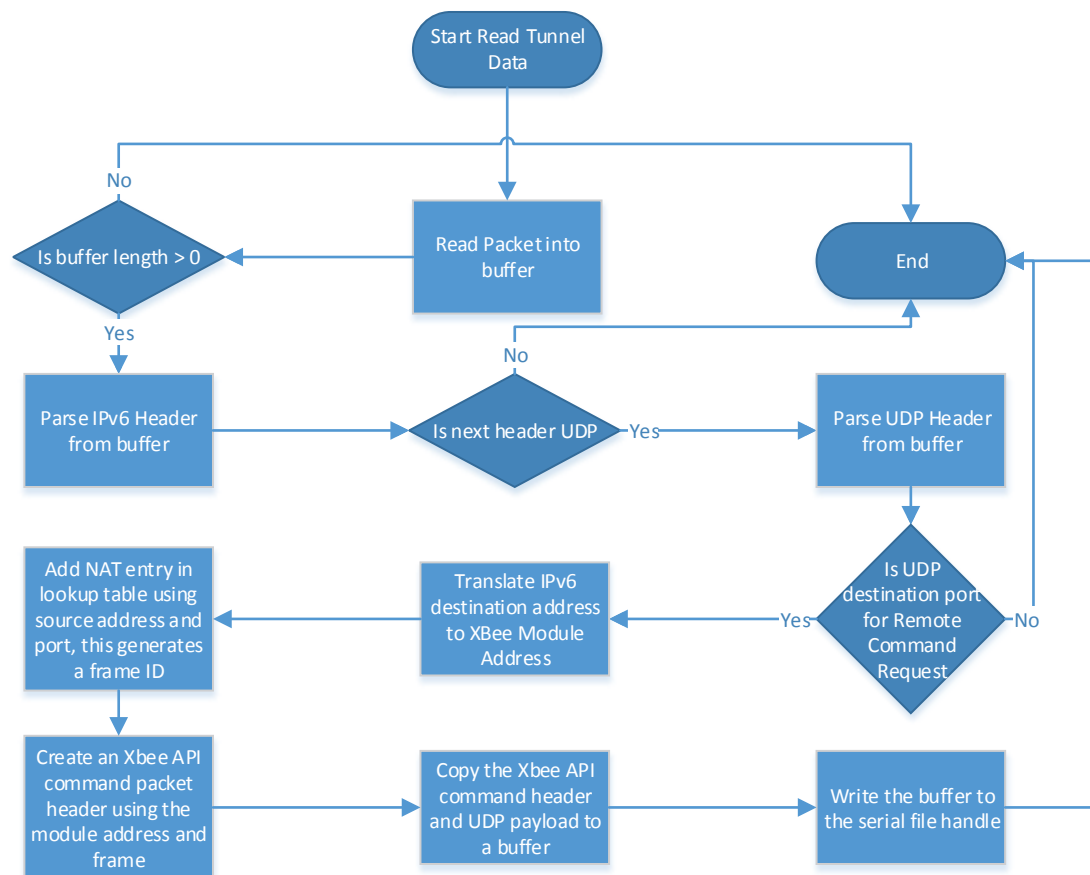 Start Read Tunnel
Data
No
Is buffer length > 0
Read Packet into
buffer
End
Yes
No
Parse IPv6 Header
from buffer
Is next header UDP
Yes
Parse UDP Header
from buffer
Add NAT entry in
lookup table using
source address and
port, this generates
a frame ID
Translate IPv6
destination address
to XBee Module
Address
Yes
Is UDP
destination port
for Remote
Command
Request
No
Create an Xbee API
command packet
header using the
module address and
frame
Copy the Xbee API
command header
and UDP payload to
a buffer
Write the buffer to
the serial file handle